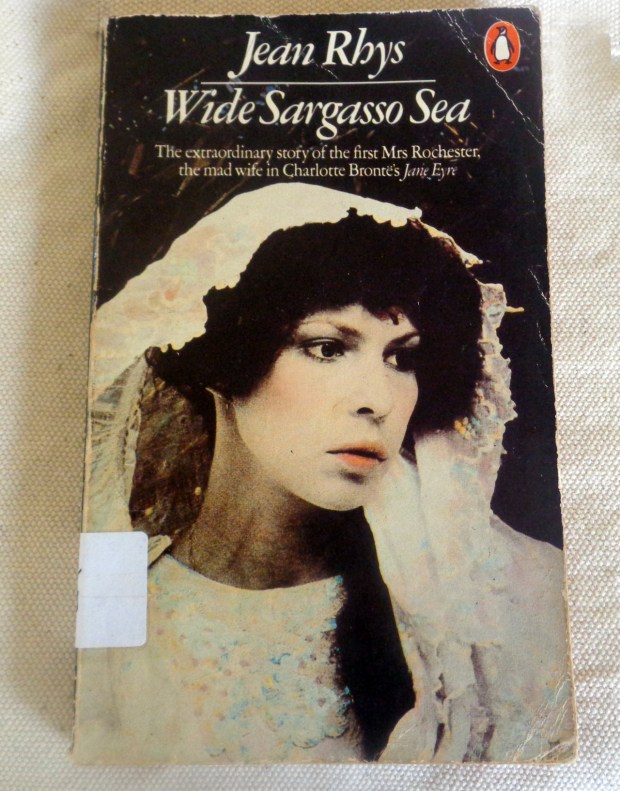 Jean Rhys
Wide Sargasso Sea
The extraordinary story of the first Mrs Rochester,
the mad wife in Charlotte Brontë's Jane Eyre